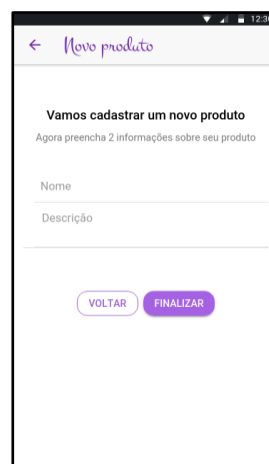 12:30
Novo produto
Vamos cadastrar um novo produto
Agora preencha 2 informações sobre seu produto
Nome
Descrição
VOLTAR FINALIZAR